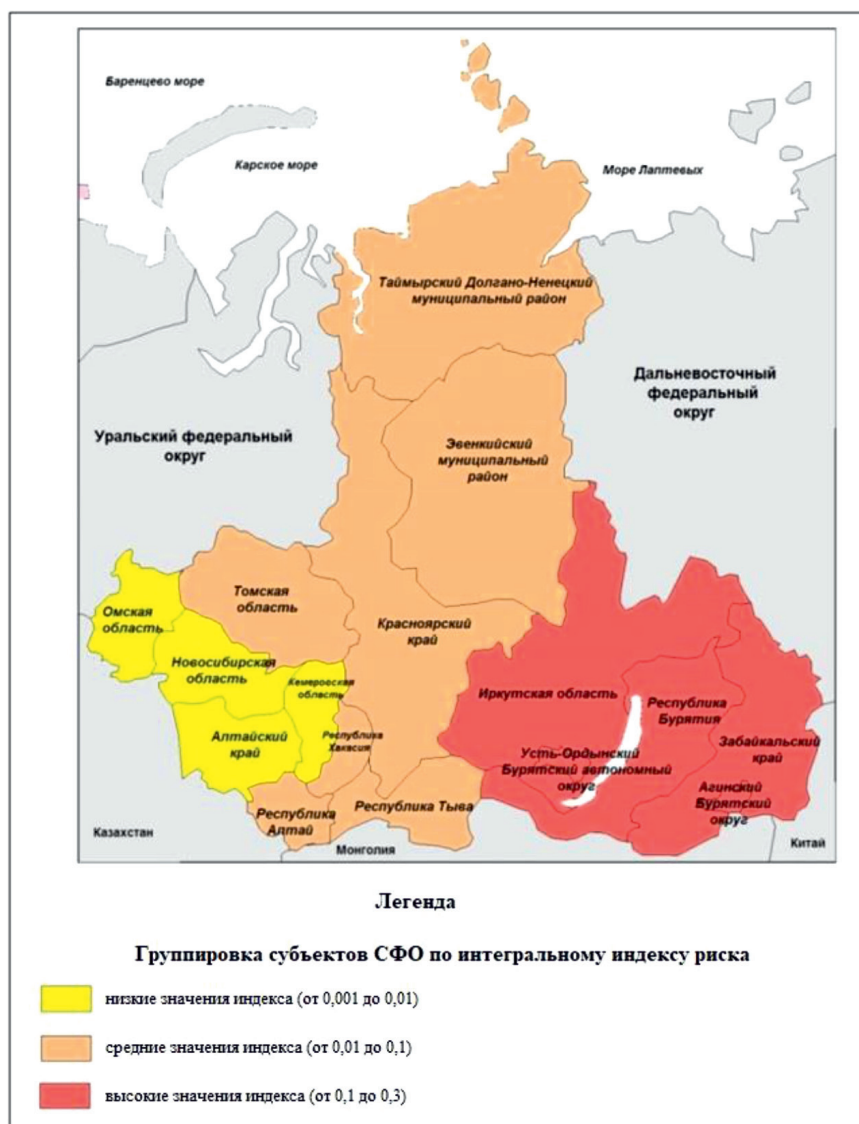 Баренцево море
Карское море
Море Лаптевых
Таймырский Долгано-Ненецкий
муниципальный район
Дальневосточный
федеральный
округ
Уральский федеральный
округ
Эвенкийский
муниципальный
район
Томская
область
Омская
область
Красноярский
край
Новосибирская
область
Кемеровская
область
Иркутская область
Республика
Бурятия
Алтайский
край
Республика
Хакасия
Забайкальский
край
Усть-Ордынский
Бурятский автономный
округ
Агинский
Бурятский
округ
Республика
Алтай
Республика Тыва
Казахстан
Монголия
Китай
Легенда
Группировка субъектов СФО по интегральному индексу риска
низкие значения индекса (от 0,001 до 0,01)
средние значения индекса (от 0,01 до 0,1)
высокие значения индекса (от 0,1 до 0,3)